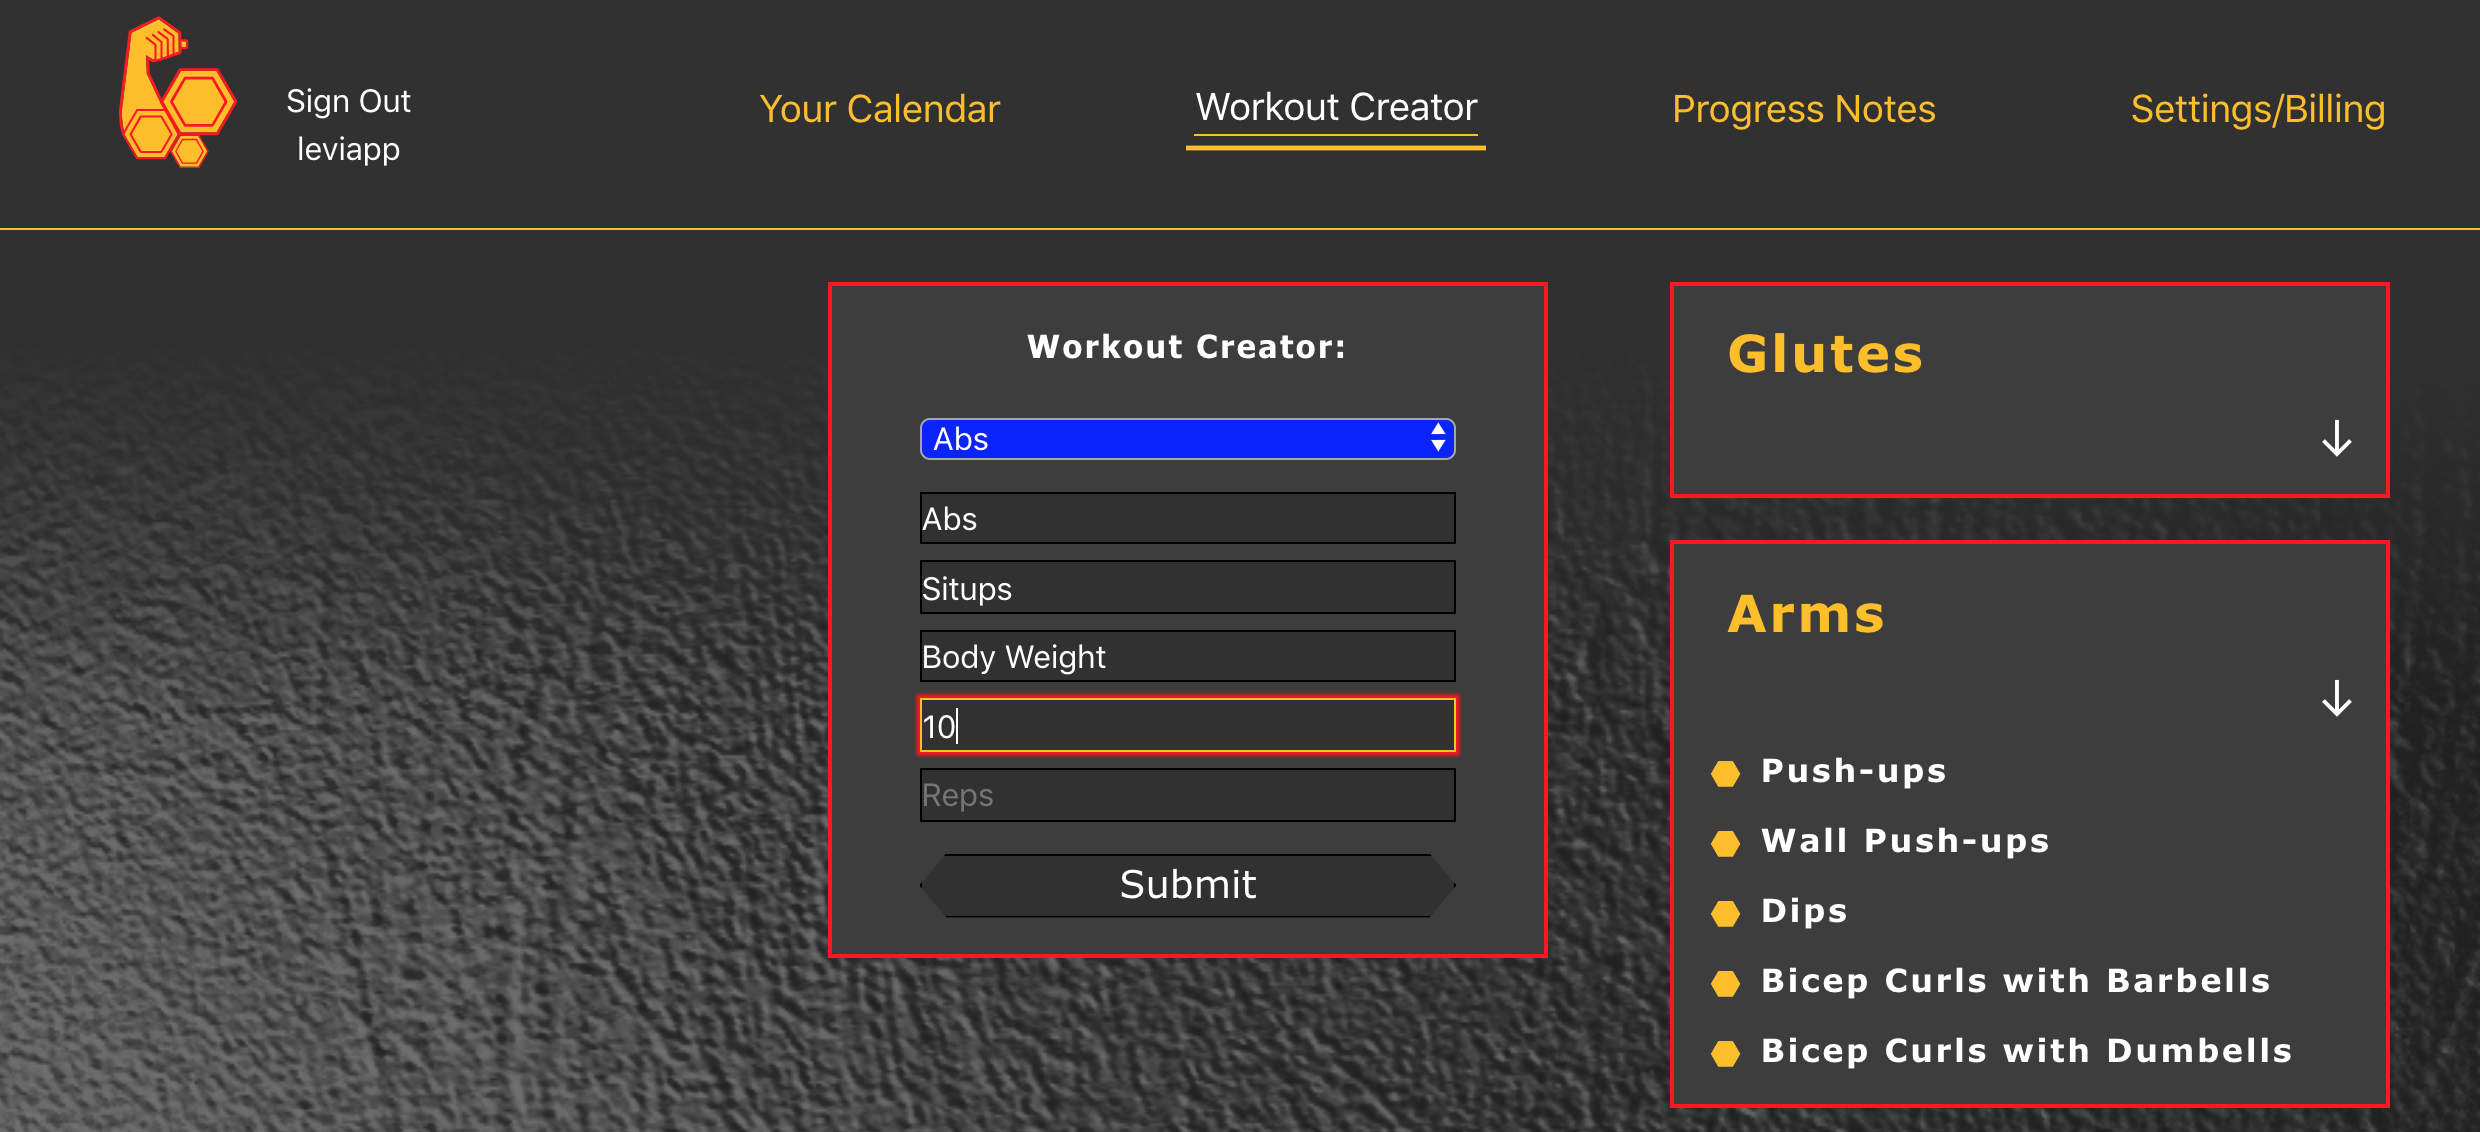 Sign Out
leviapp
Your Calendar
Workout Creator
Progress Notes
Settings/Billing
Workout Creator:
Abs
Abs
Situps
Body Weight
10
Reps
Submit
Glutes
Arms
Push-ups
Wall Push-ups
Dips
Bicep Curls with Barbells
Bicep Curls with Dumbells